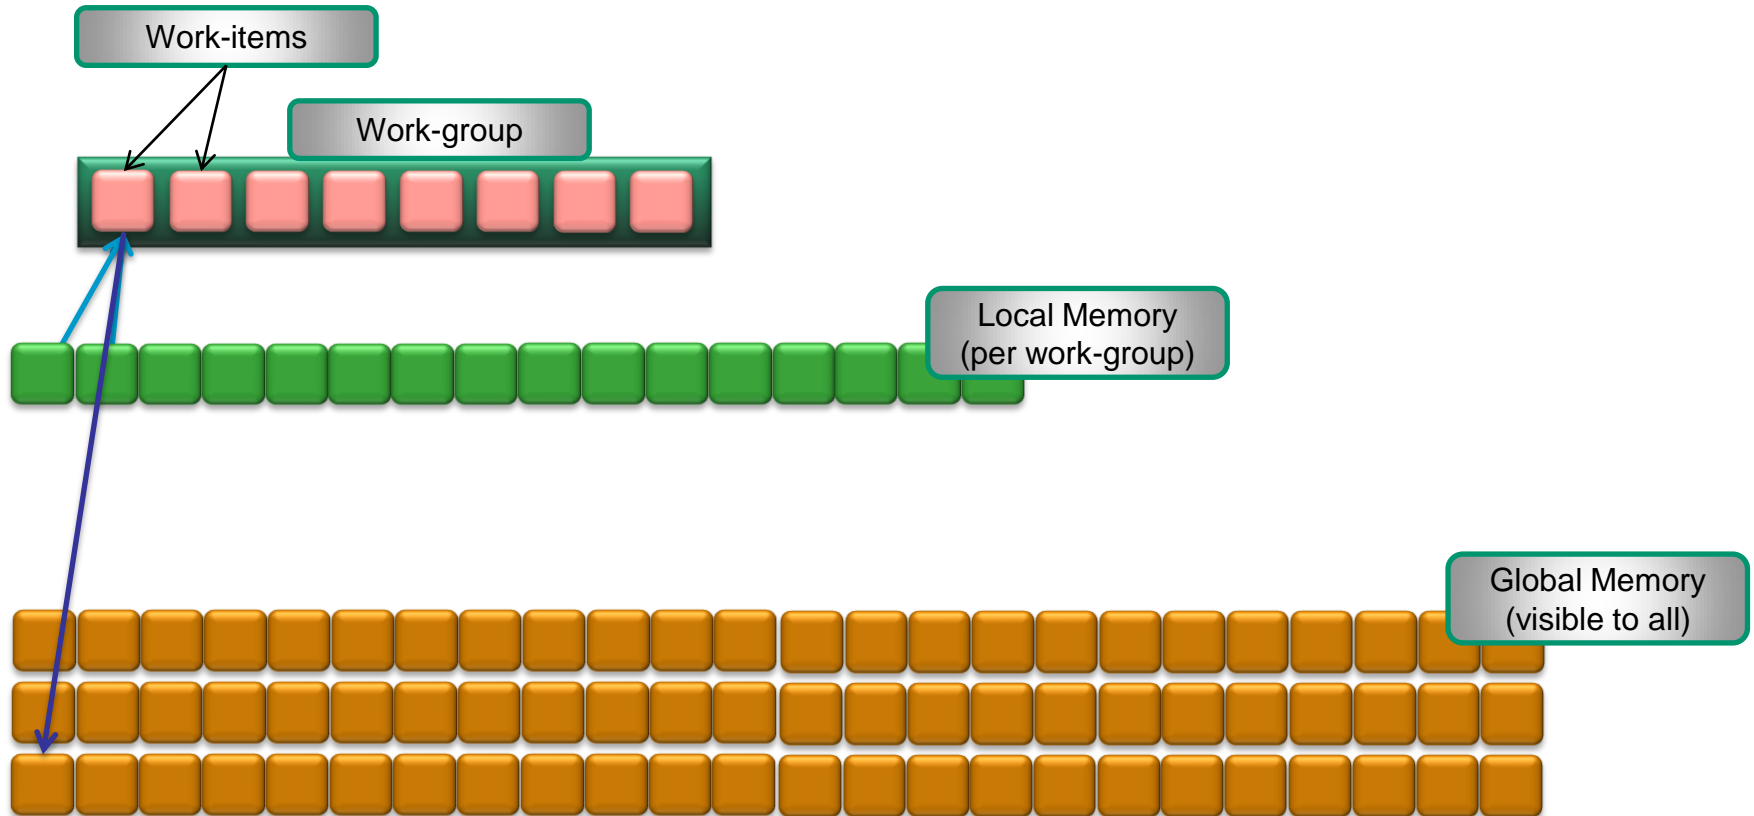 Work-items
Work-group
Local Memory
(per work-group)
Global Memory
(visible to all)